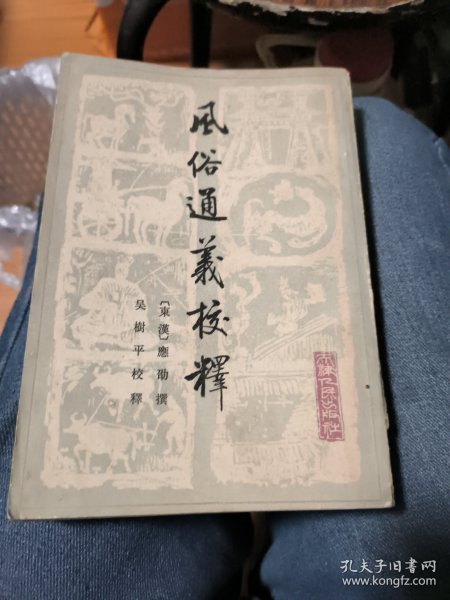 風俗通義校釋
〔東漢〕應劭撰
吳樹平校釋
天津人民出版社
孔夫子旧书网
www.kongfz.com